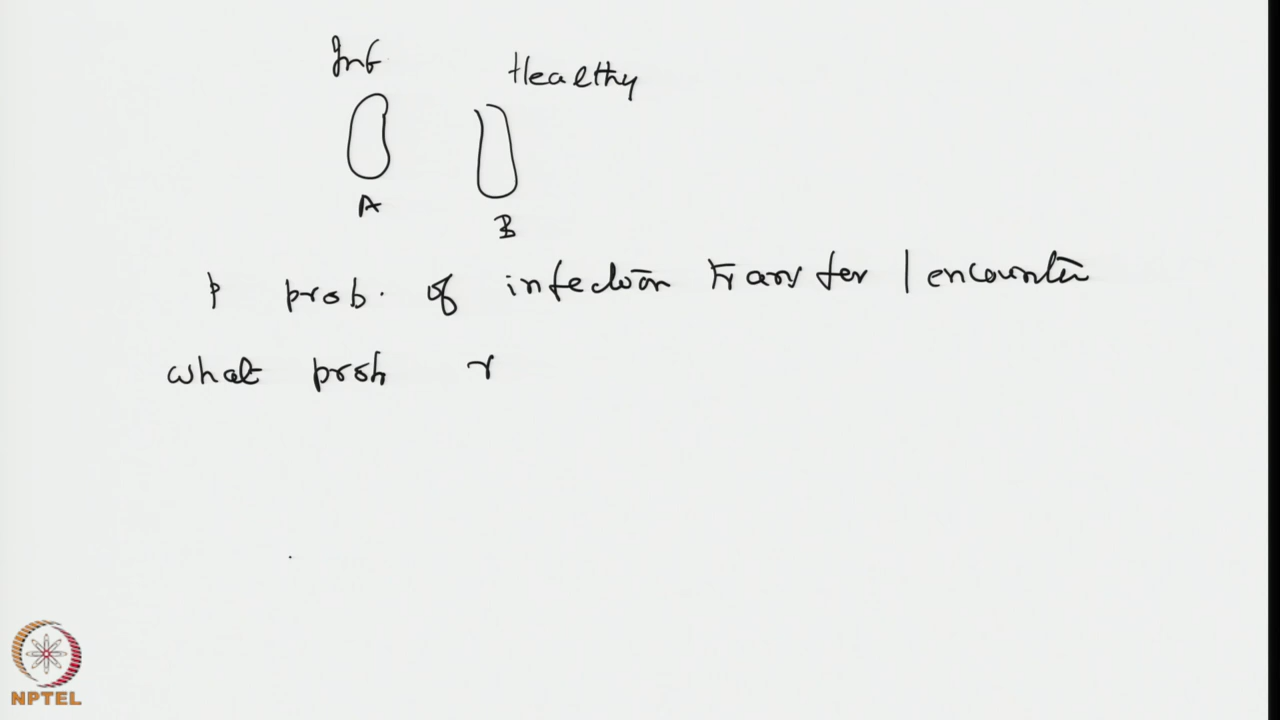 Inf Healthy
A
B
p prob. of infection transfer / encounter
what prob r
NPTEL